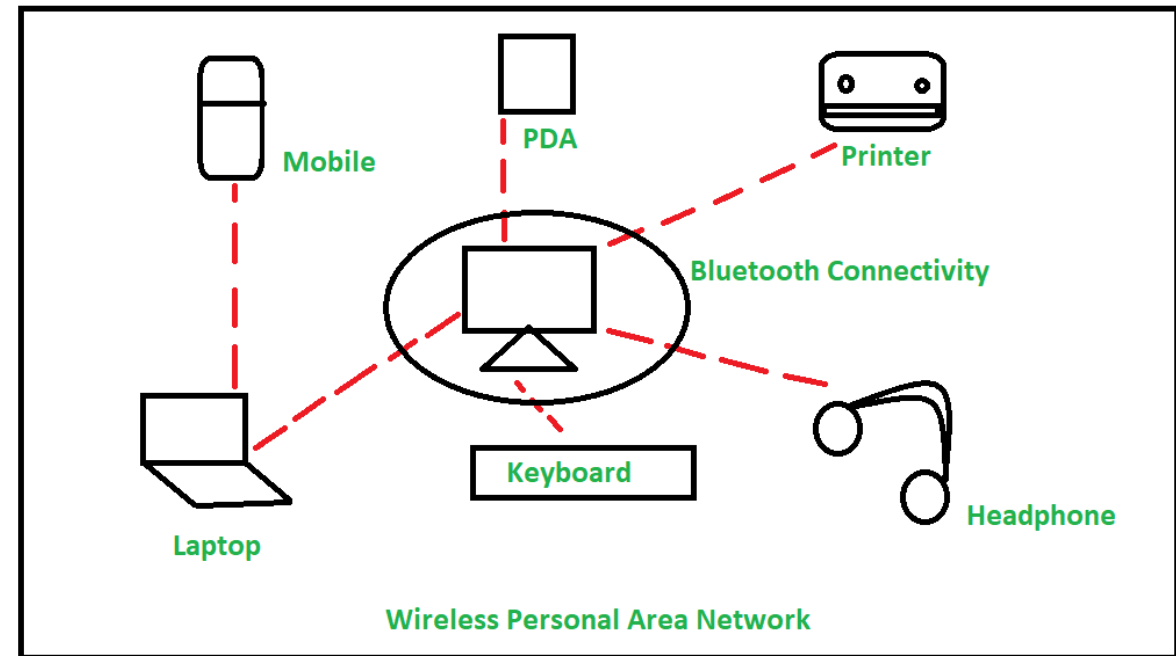 PDA
Mobile
Printer
Bluetooth Connectivity
Keyboard
Headphone
Laptop
Wireless Personal Area Network